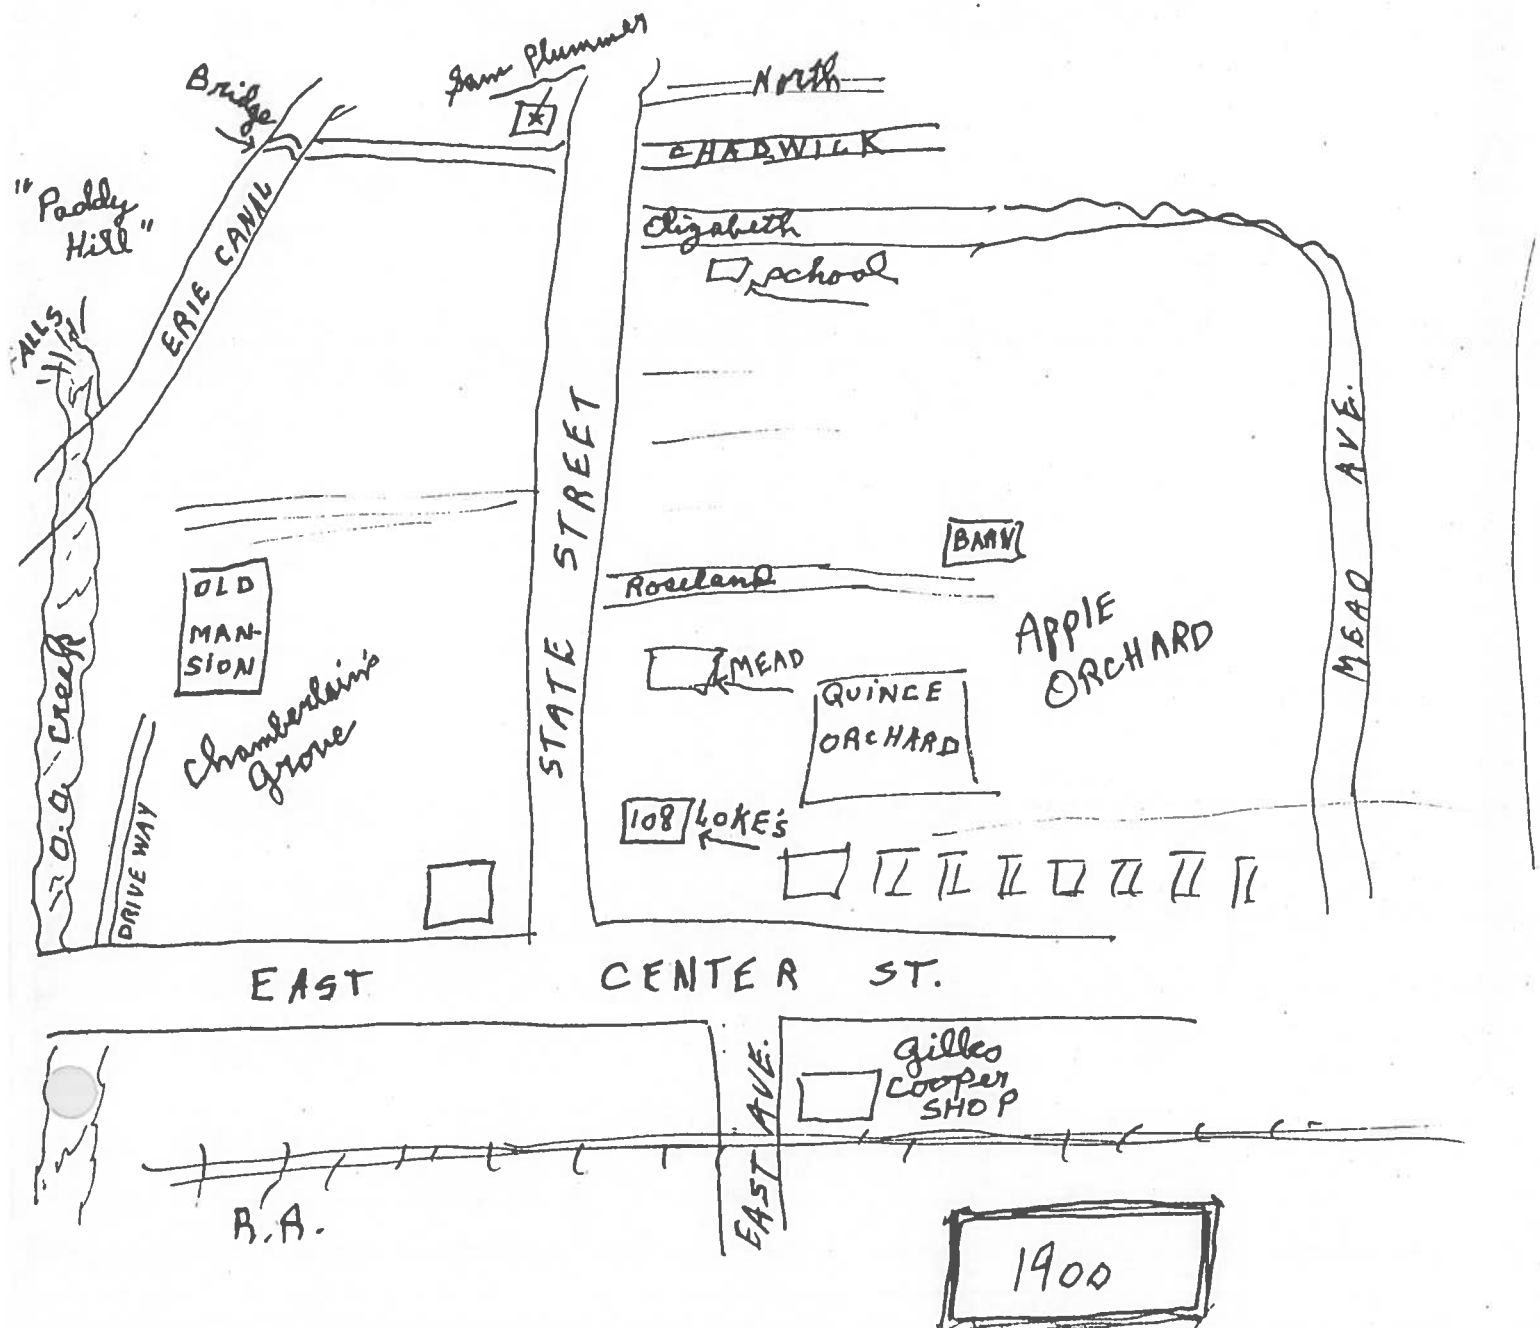 Sam Plummer
Bridge
North
CHADWICK
"Paddy
Hill"
ERIE CANAL
Elizabeth
school
FALLS
STATE STREET
MEAD AVE.
BARN
Roseland
OLD
MAN-
SION
APPLE
ORCHARD
MEAD
Chamberlain's
Grove
QUINCE
ORCHARD
O.O. Creek
108
LOKE'S
DRIVE WAY
EAST CENTER ST.
EAST AVE.
Gilles
Cooper
SHOP
R.R.
1900